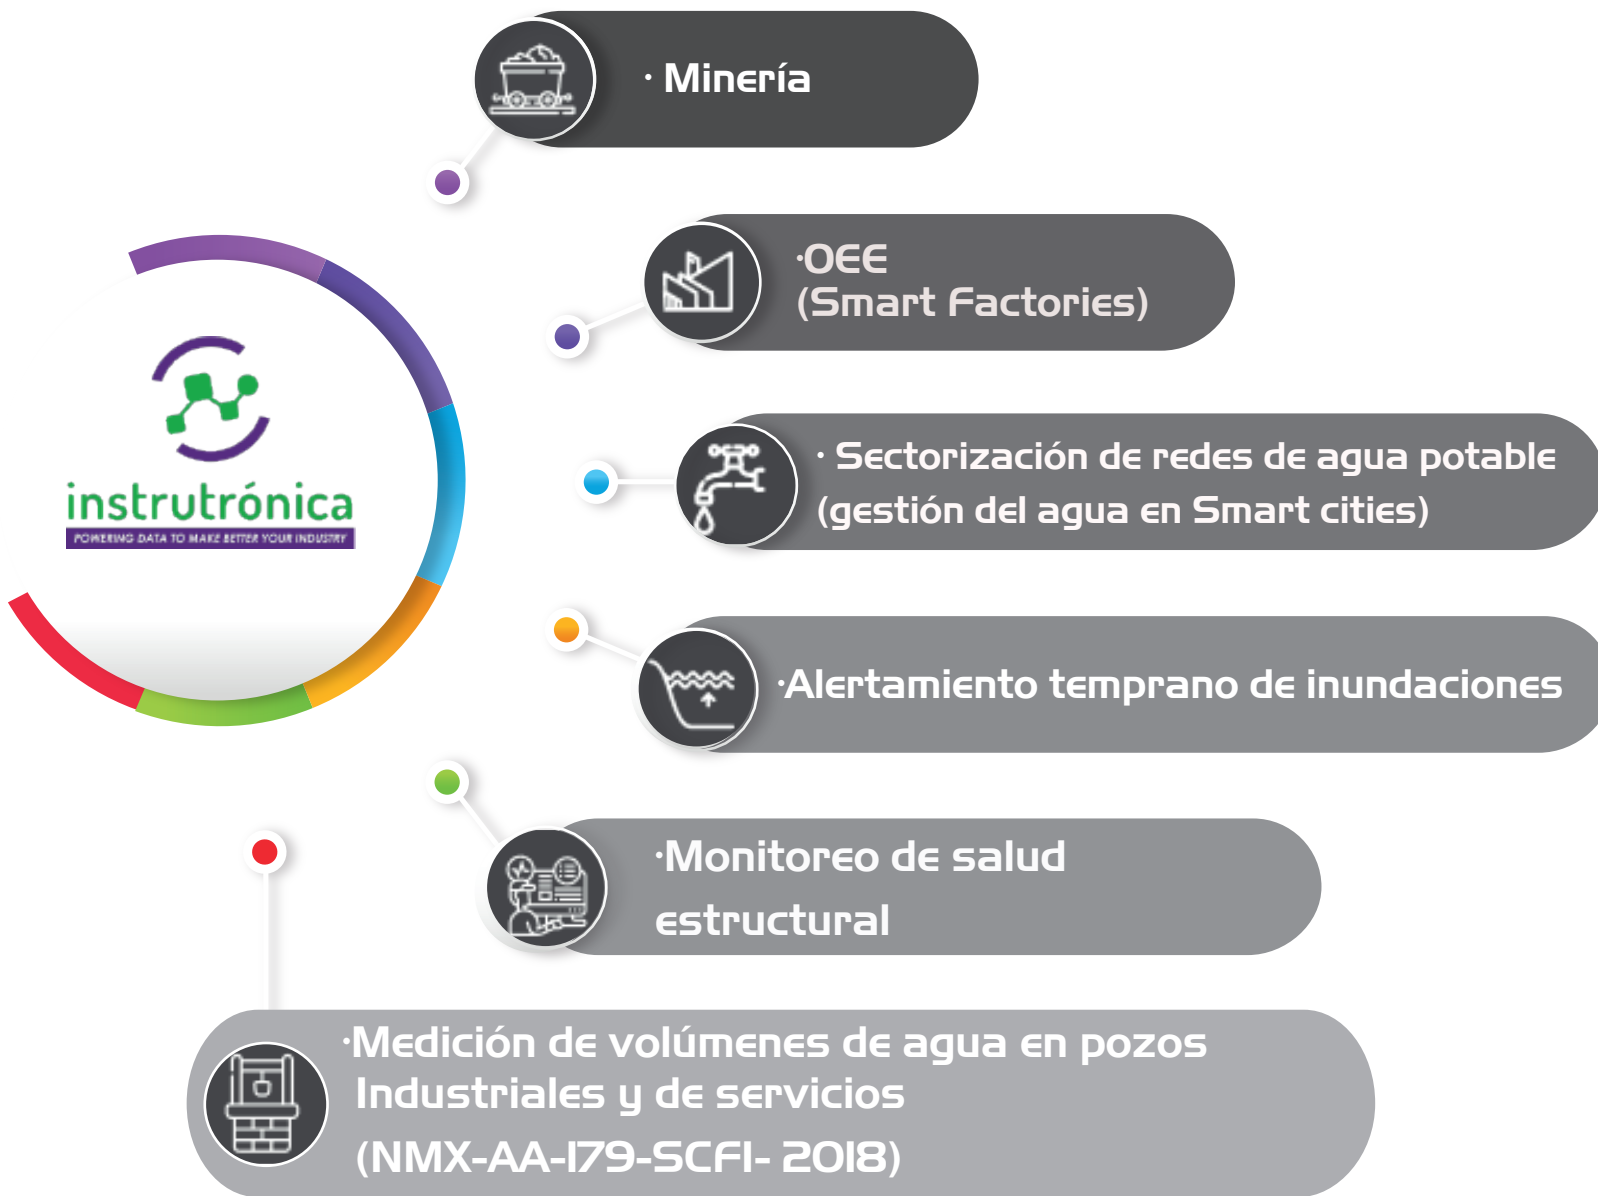 · Minería
·OEE
(Smart Factories)
· Sectorización de redes de agua potable
(gestión del agua en Smart cities)
instrutrónica
POWERING DATA TO MAKE BETTER YOUR INDUSTRY
·Alertamiento temprano de inundaciones
·Monitoreo de salud
estructural
·Medición de volúmenes de agua en pozos
Industriales y de servicios
(NMX-AA-179-SCFI- 2018)